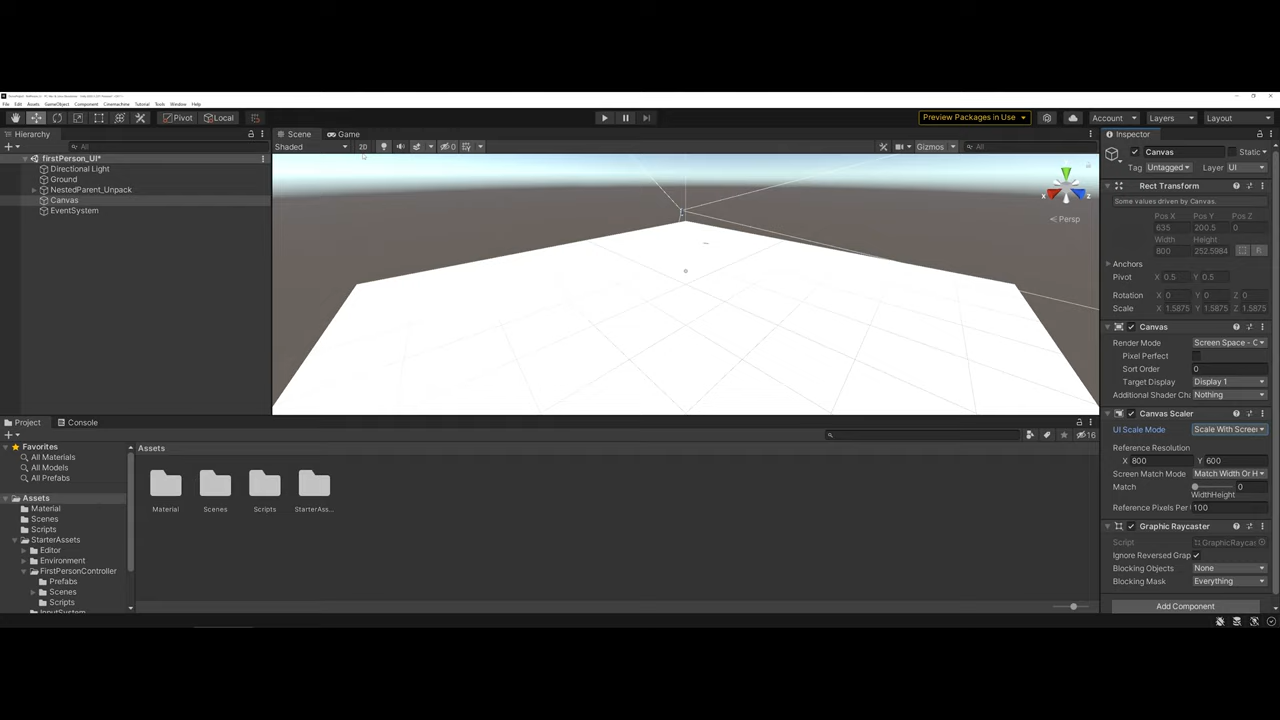 File Edit Assets GameObject Component Cinemachine Tutorial Tools Window Help
Pivot Local
Preview Packages in Use Account Layers Layout
Hierarchy
All
firstPerson_UI*
Directional Light
Ground
NestedParent_Unpack
Canvas
EventSystem
Scene Game
Shaded 2D 0 Gizmos All
Persp
X Z
Inspector
Canvas Static
Tag Untagged Layer UI
Rect Transform
Some values driven by Canvas.
Pos X Pos Y Pos Z
635 200.5 0
Width Height
800 252.5984 R
Anchors
Pivot X 0.5 Y 0.5
Rotation X 0 Y 0 Z 0
Scale X 1.5875 Y 1.5875 Z 1.5875
Canvas
Render Mode Screen Space - O
Pixel Perfect
Sort Order 0
Target Display Display 1
Additional Shader Cha Nothing
Canvas Scaler
UI Scale Mode Scale With Screen
Reference Resolution
X 800 Y 600
Screen Match Mode Match Width Or H
Match 0
Width Height
Reference Pixels Per 100
Graphic Raycaster
Script GraphicRaycas
Ignore Reversed Grap
Blocking Objects None
Blocking Mask Everything
Add Component
Project Console
16
Favorites
All Materials
All Models
All Prefabs
Assets
Material
Scenes
Scripts
StarterAssets
Editor
Environment
FirstPersonController
Prefabs
Scenes
Scripts
InputSystem
Assets
Material Scenes Scripts StarterAss...